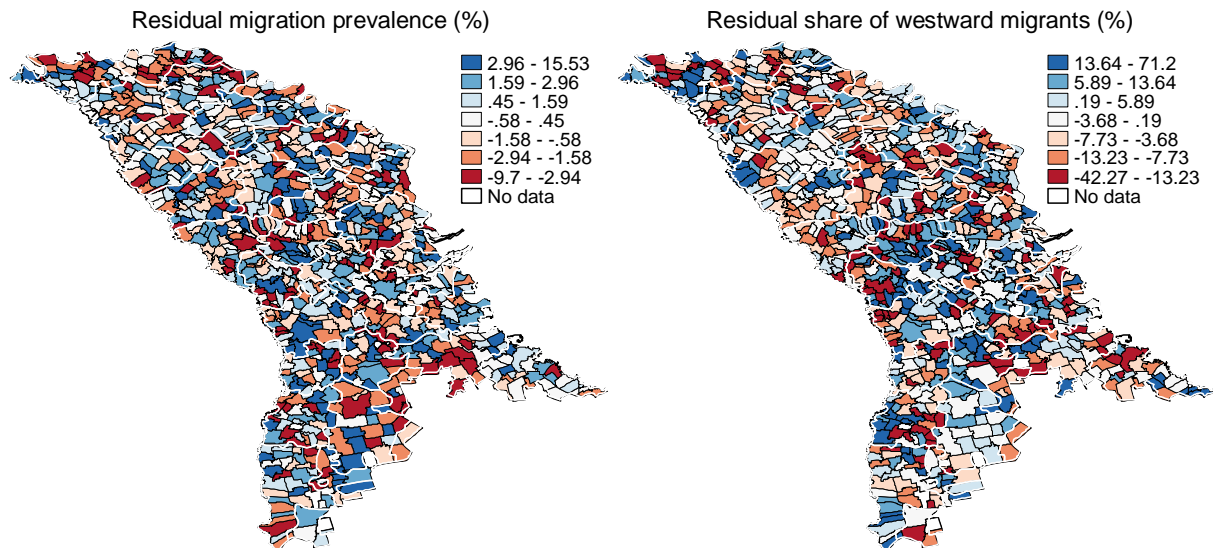 Residual migration prevalence (%)
2.96 - 15.53
1.59 - 2.96
.45 - 1.59
-.58 - .45
-1.58 - -.58
-2.94 - -1.58
-9.7 - -2.94
No data
Residual share of westward migrants (%)
13.64 - 71.2
5.89 - 13.64
.19 - 5.89
-3.68 - .19
-7.73 - -3.68
-13.23 - -7.73
-42.27 - -13.23
No data